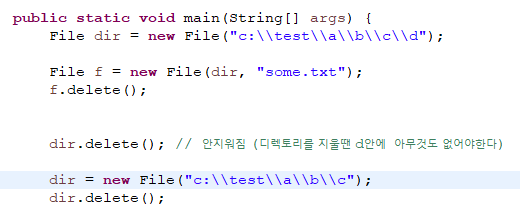 public static void main(String[] args) {
File dir = new File("c:\\test\\a\\b\\c\\d");
File f = new File(dir, "some.txt");
f.delete();
dir.delete(); // 안지워짐 (디렉토리를 지울땐 d안에 아무것도 없어야한다)
dir = new File("c:\\test\\a\\b\\c");
dir.delete();